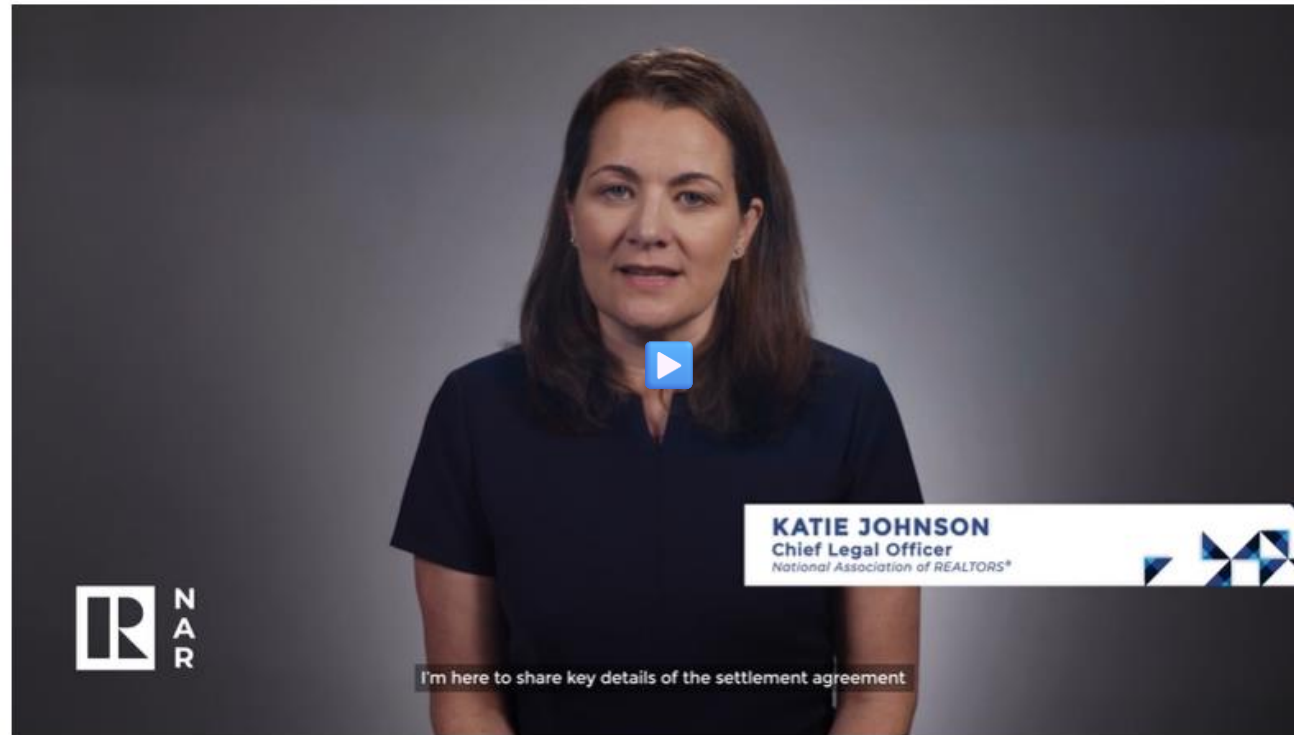 KATIE JOHNSON
Chief Legal Officer
National Association of REALTORS®
R
N
A
R
I'm here to share key details of the settlement agreement